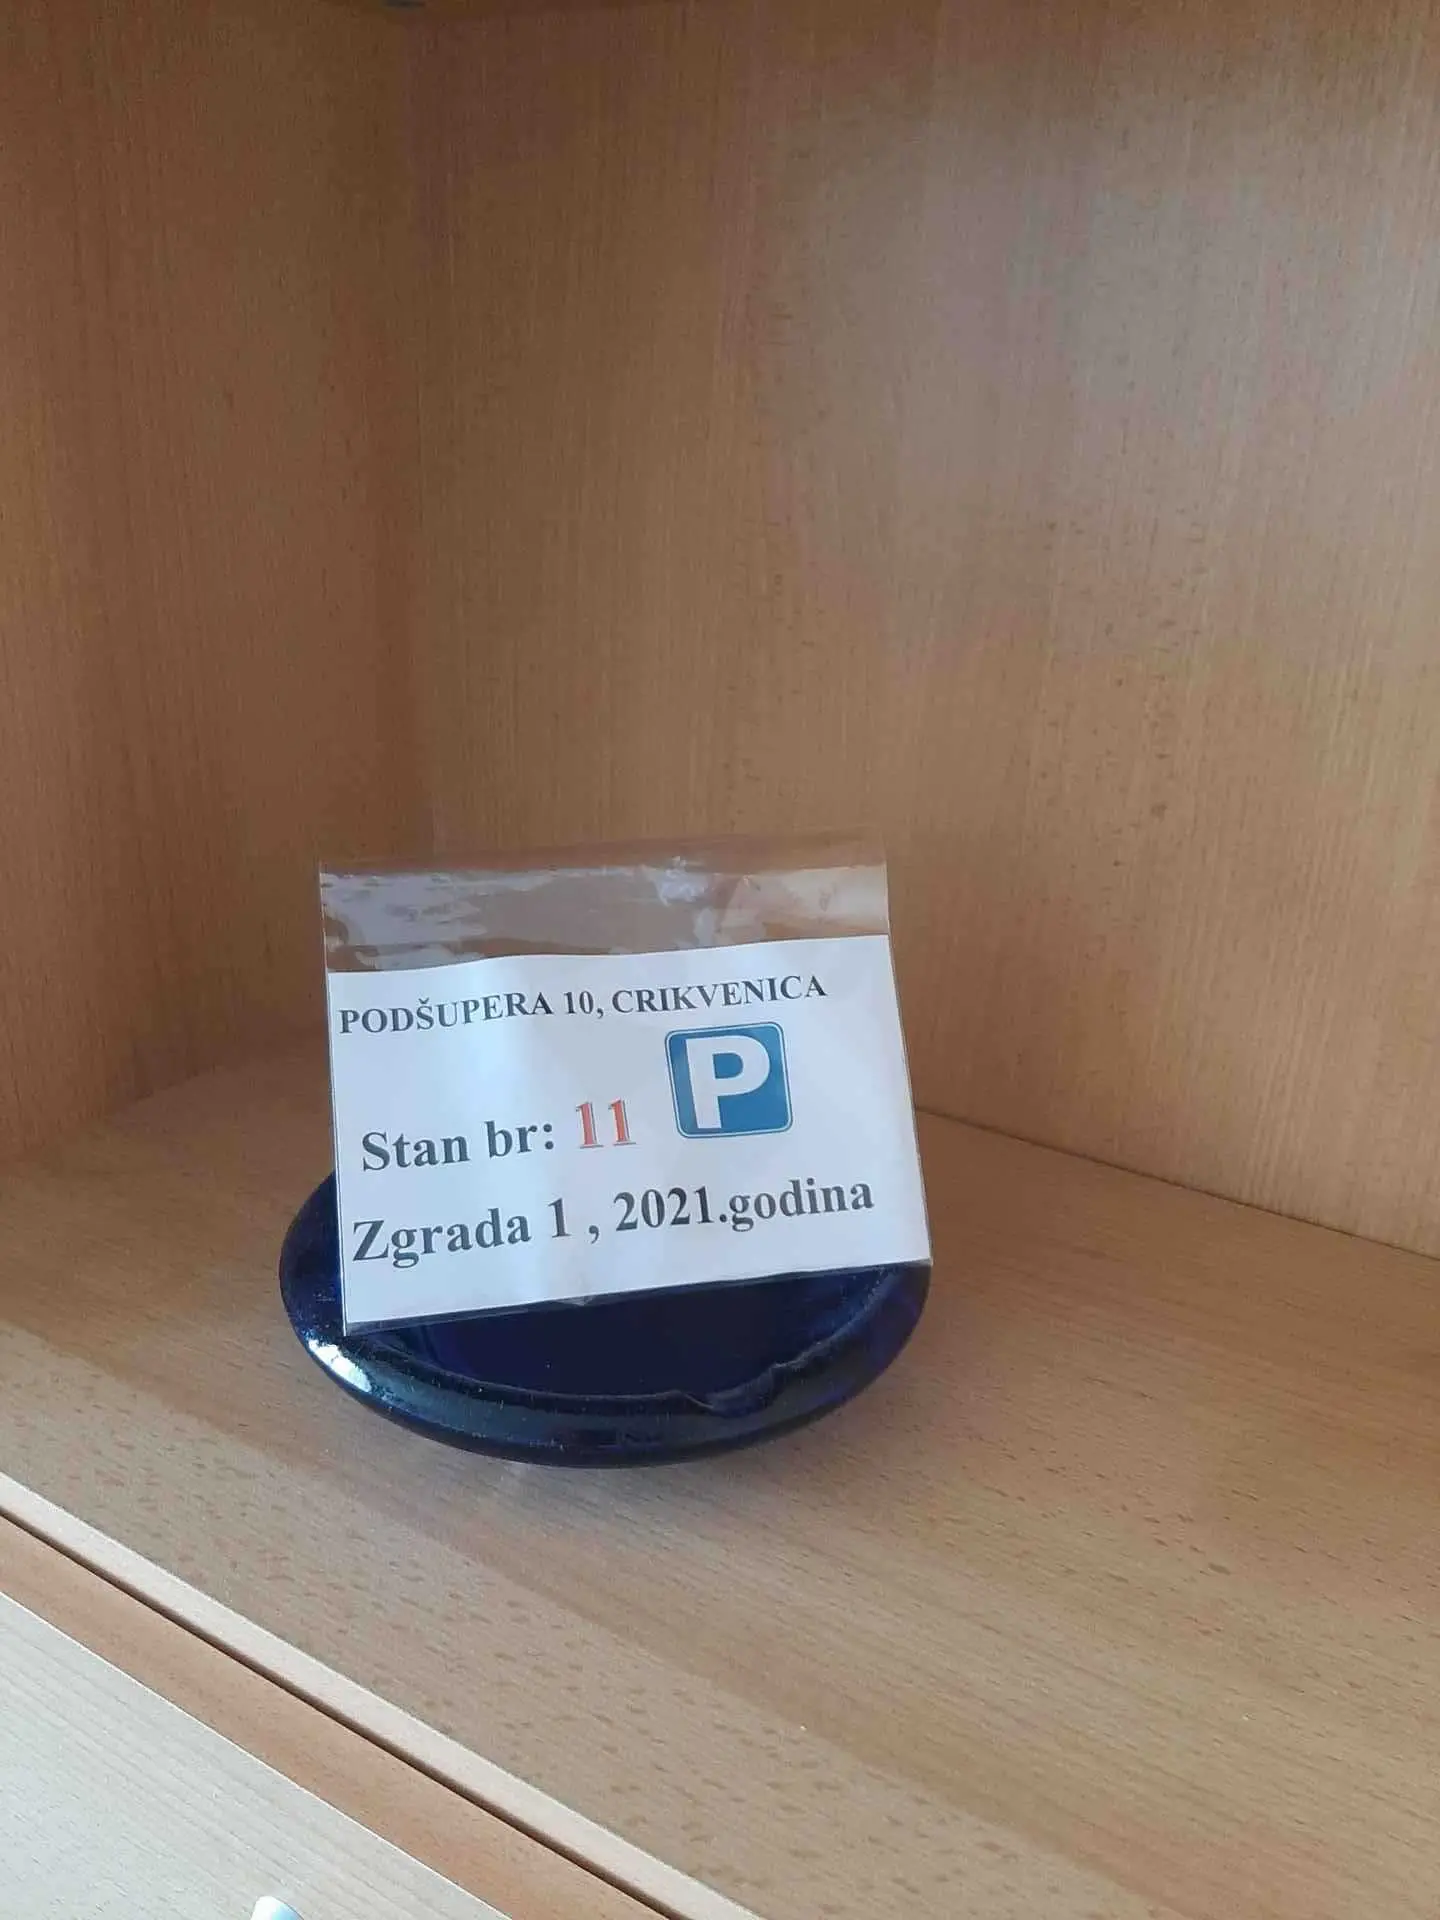 PODŠUPERA 10, CRIKVENICA
P
Stan br: 11
Zgrada 1 , 2021.godina